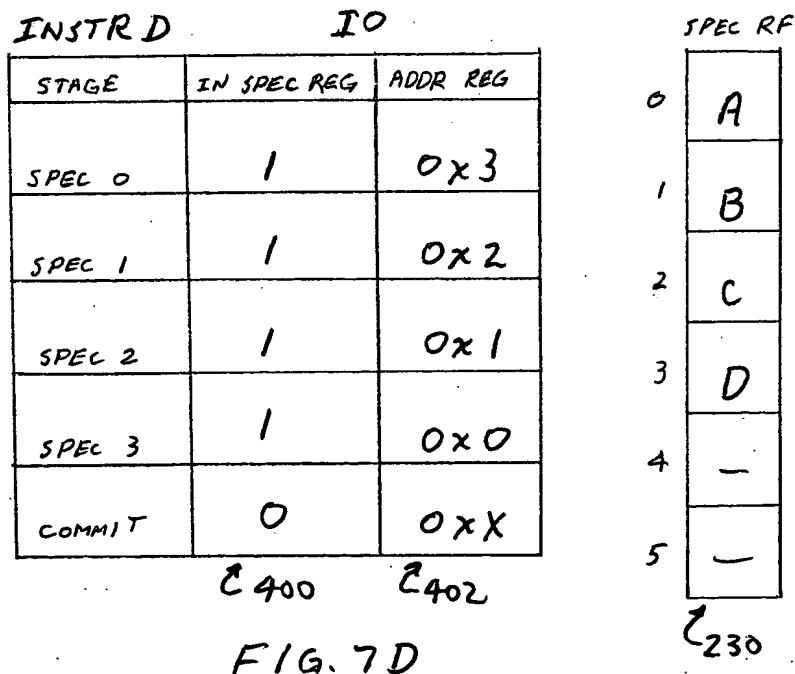 INSTR D IO
STAGE IN SPEC REG ADDR REG
SPEC 0 1 0x3
SPEC 1 1 0x2
SPEC 2 1 0x1
SPEC 3 1 0x0
COMMIT 0 0xX
400 402
SPEC RF
0 A
1 B
2 C
3 D
4 —
5 —
230
FIG. 7D